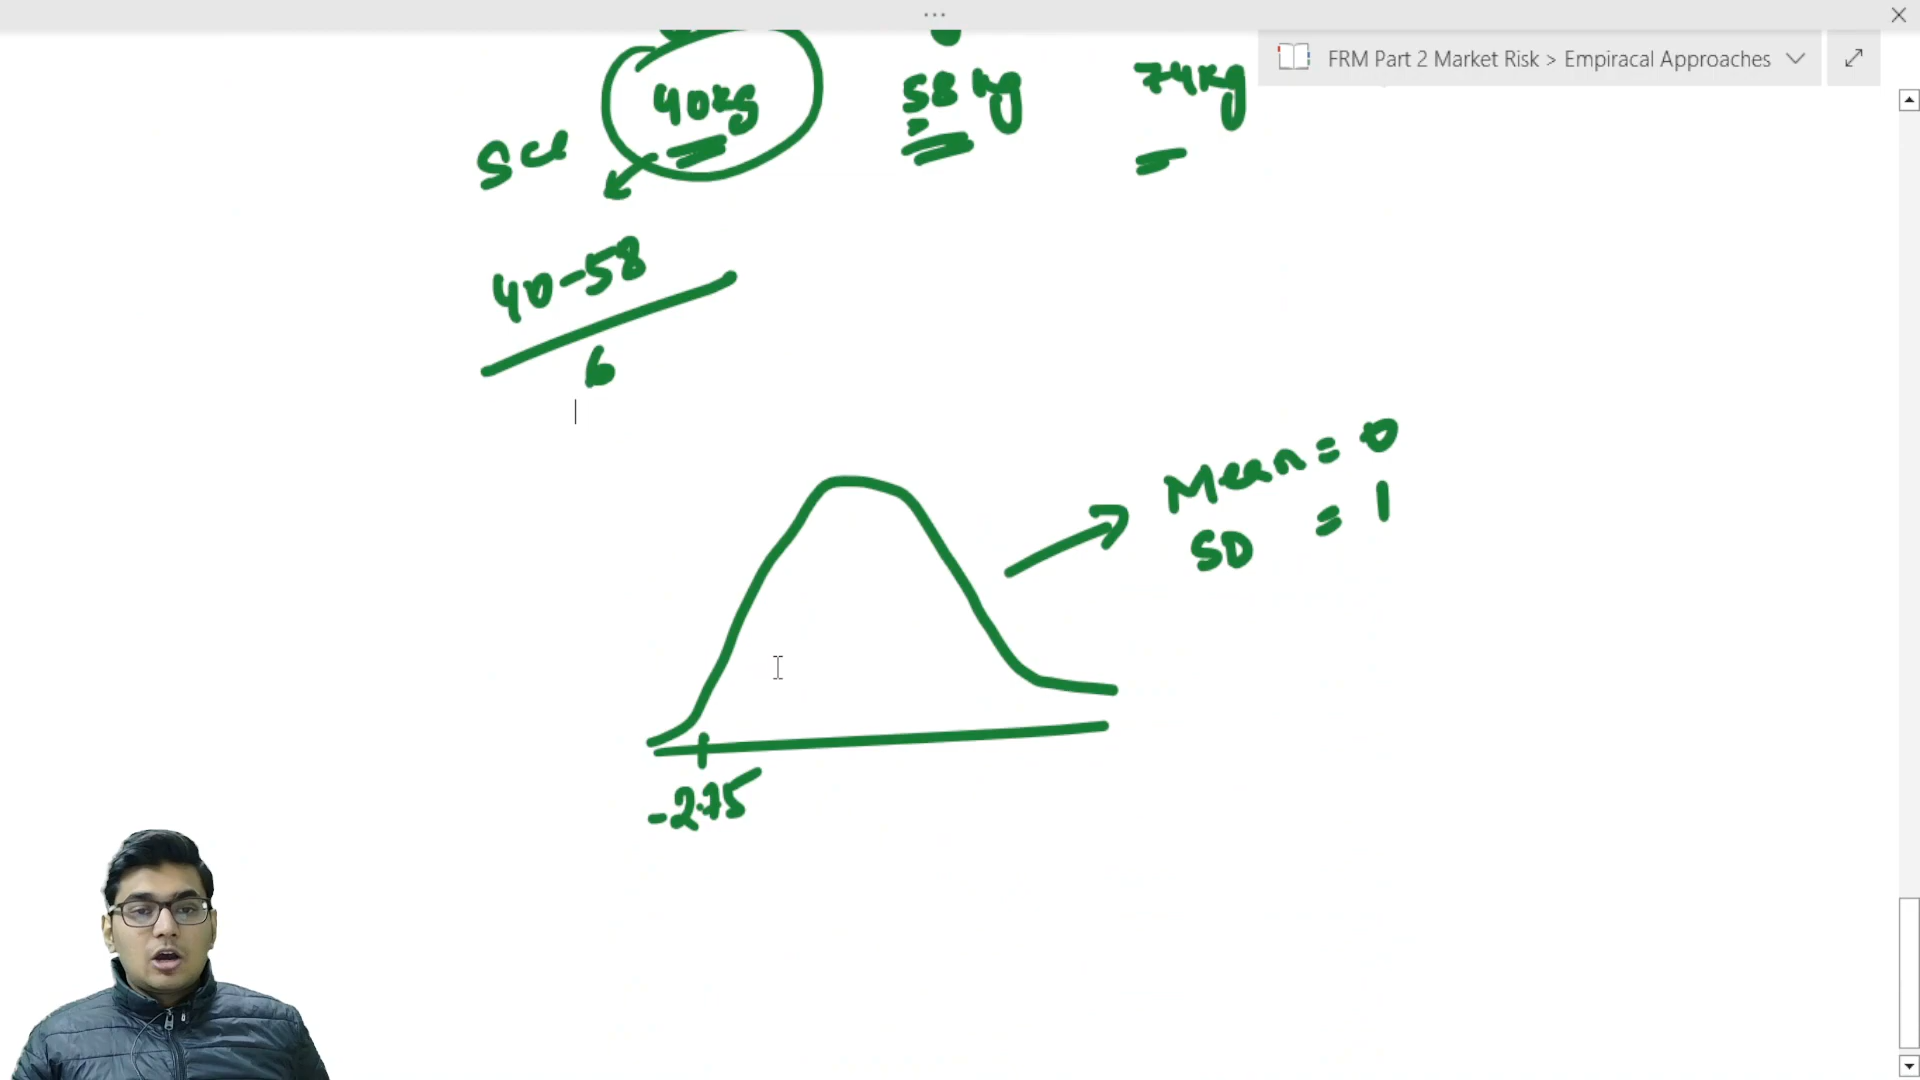 FRM Part 2 Market Risk > Empiracal Approaches
40kg 58kg 74kg
40-58
6
Mean = 0
SD = 1
-2.75